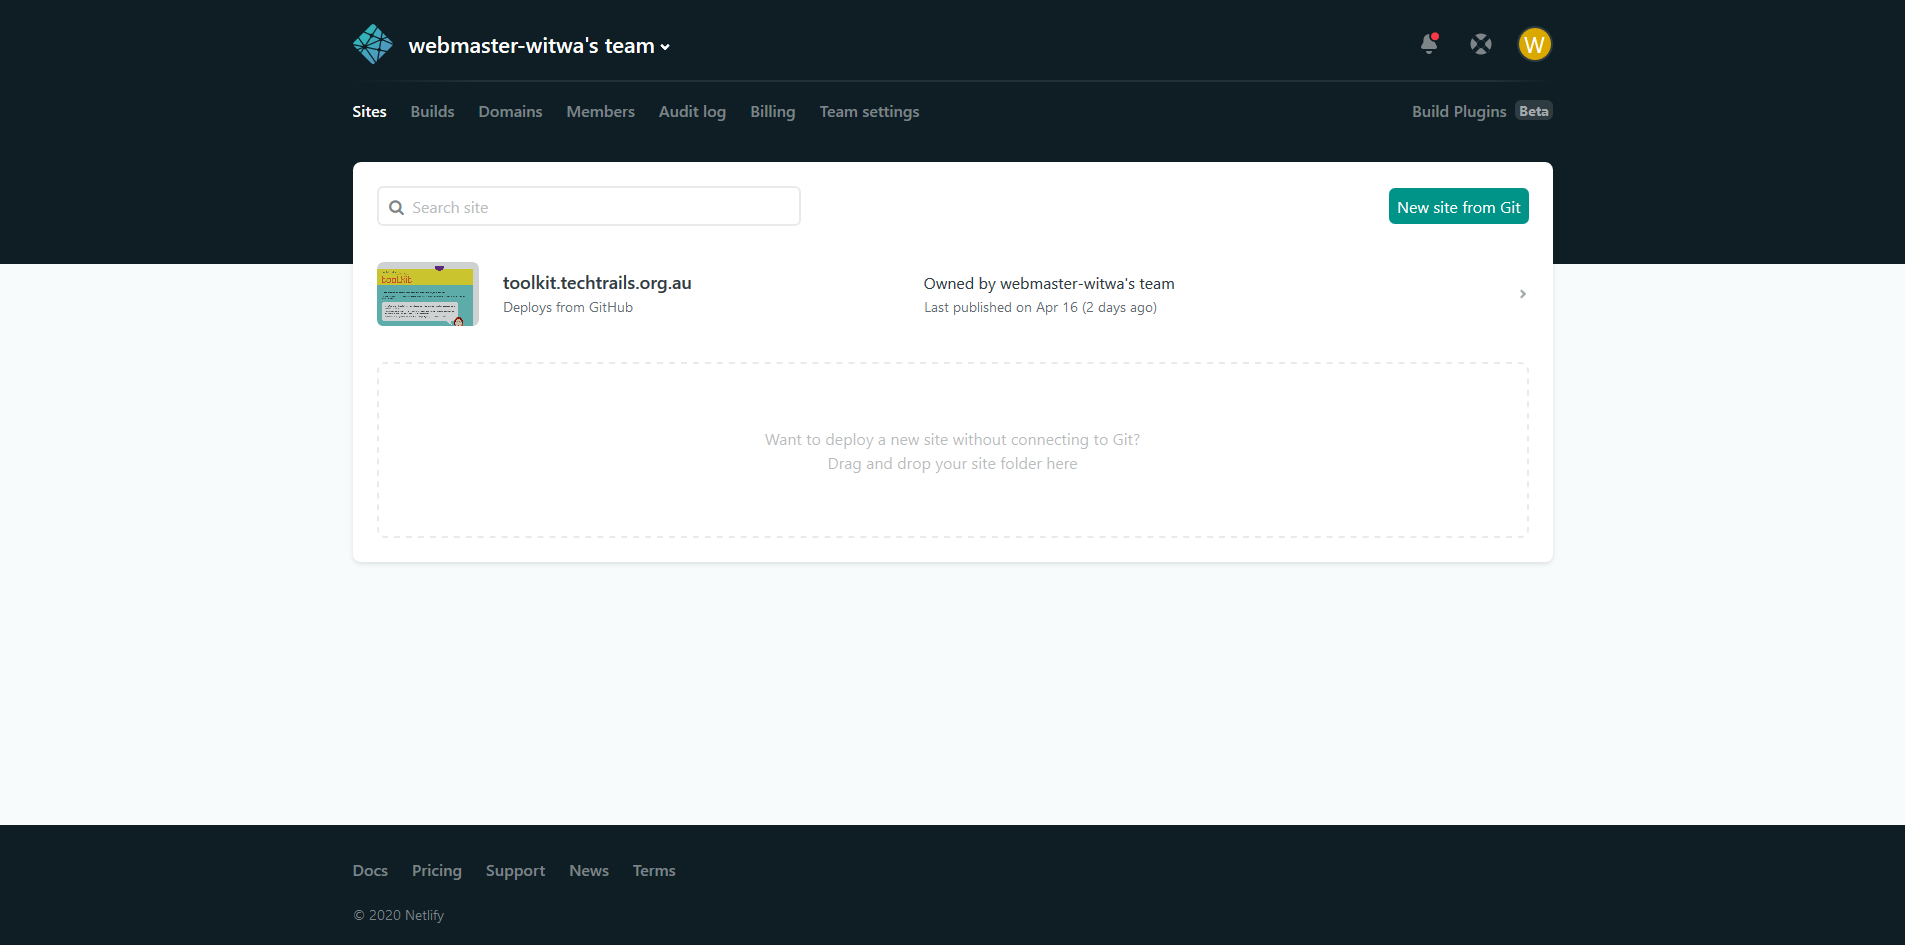 webmaster-witwa's team
W
Sites Builds Domains Members Audit log Billing Team settings Build Plugins Beta
Search site
New site from Git
toolkit
toolkit.techtrails.org.au
Deploys from GitHub
Owned by webmaster-witwa's team
Last published on Apr 16 (2 days ago)
Want to deploy a new site without connecting to Git?
Drag and drop your site folder here
Docs Pricing Support News Terms
© 2020 Netlify